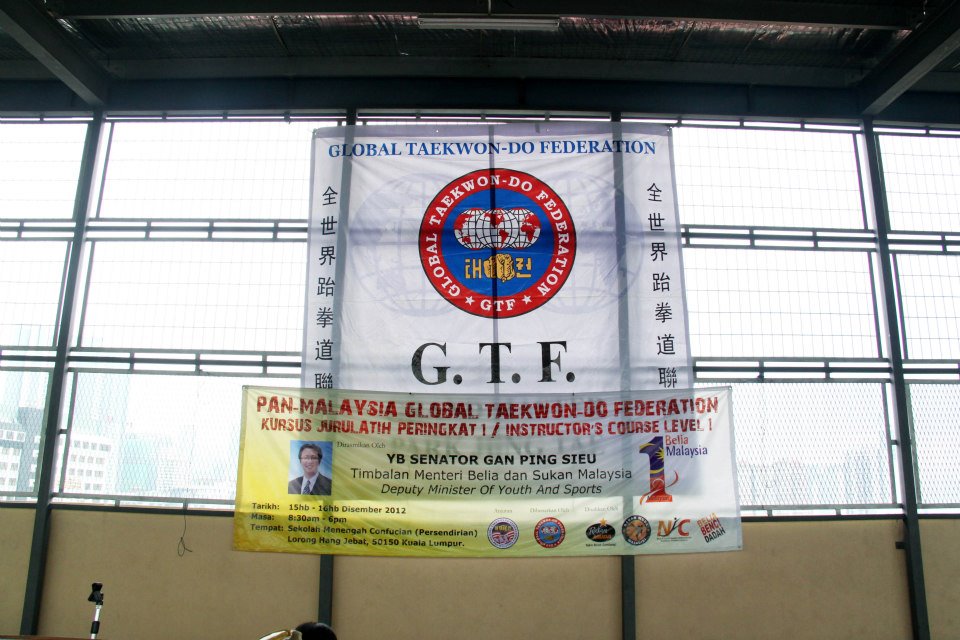 GLOBAL TAEKWON-DO FEDERATION
全世界跆拳道聯
GLOBAL TAEKWON-DO FEDERATION
태 권
★ GTF ★
全世界跆拳道聯
G. T. F.
PAN-MALAYSIA GLOBAL TAEKWON-DO FEDERATION
KURSUS JURULATIH PERINGKAT I / INSTRUCTOR'S COURSE LEVEL I
Dirasmikan Oleh
YB SENATOR GAN PING SIEU
Timbalan Menteri Belia dan Sukan Malaysia
Deputy Minister Of Youth And Sports
1 Belia
Malaysia
Tarikh: 15hb - 16hb Disember 2012
Masa: 8:30am - 6pm
Tempat: Sekolah Menengah Confucian (Persendirian)
Lorong Hang Jebat, 50150 Kuala Lumpur.
Rakan
BELIA
BENCI
DADAH